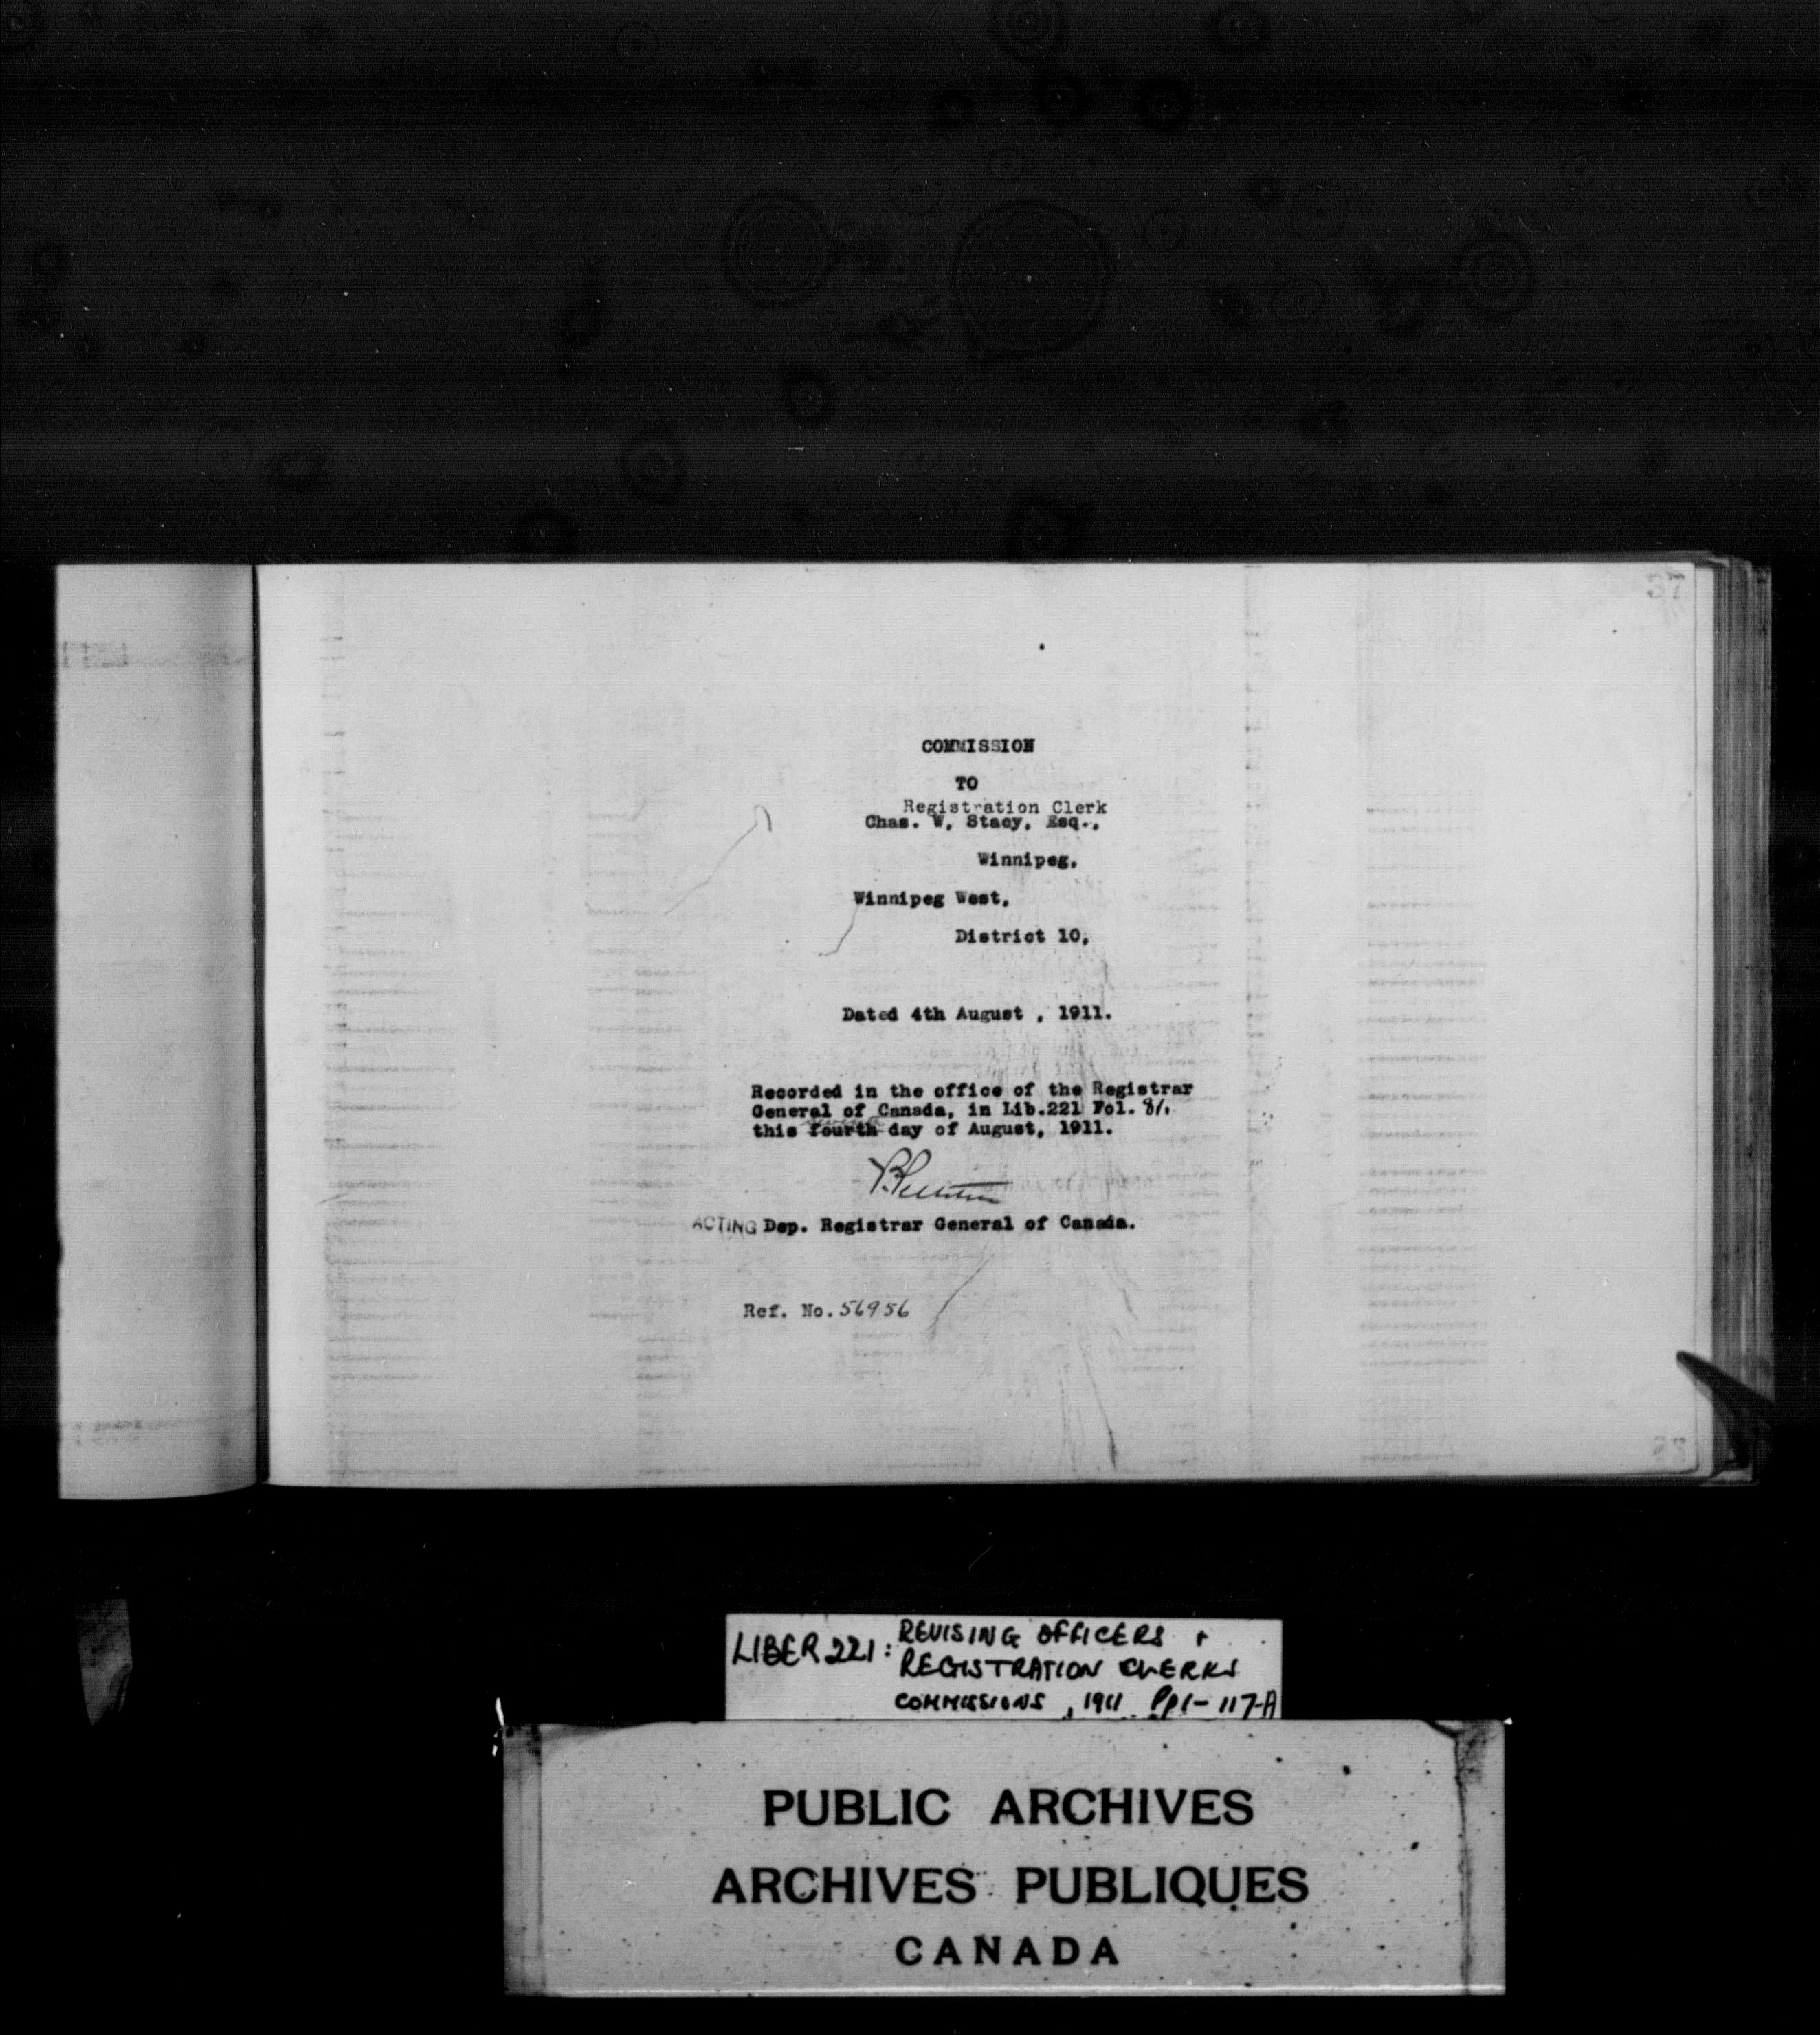 COMMISSION
TO
Registration Clerk
Chas. W. Stacy, Esq.,
Winnipeg,
Winnipeg West,
District 10,
Dated 4th August , 1911.
Recorded in the office of the Registrar
General of Canada, in Lib.221 Fol. 81.
seventh
this fourth day of August, 1911.
ACTING Dep. Registrar General of Canada.
Ref. No. 56956
LIBER 221: REVISING OFFICERS +
REGISTRATION CLERKS
COMMISSIONS , 1911 Pp 1- 117-A
PUBLIC ARCHIVES
ARCHIVES PUBLIQUES
CANADA